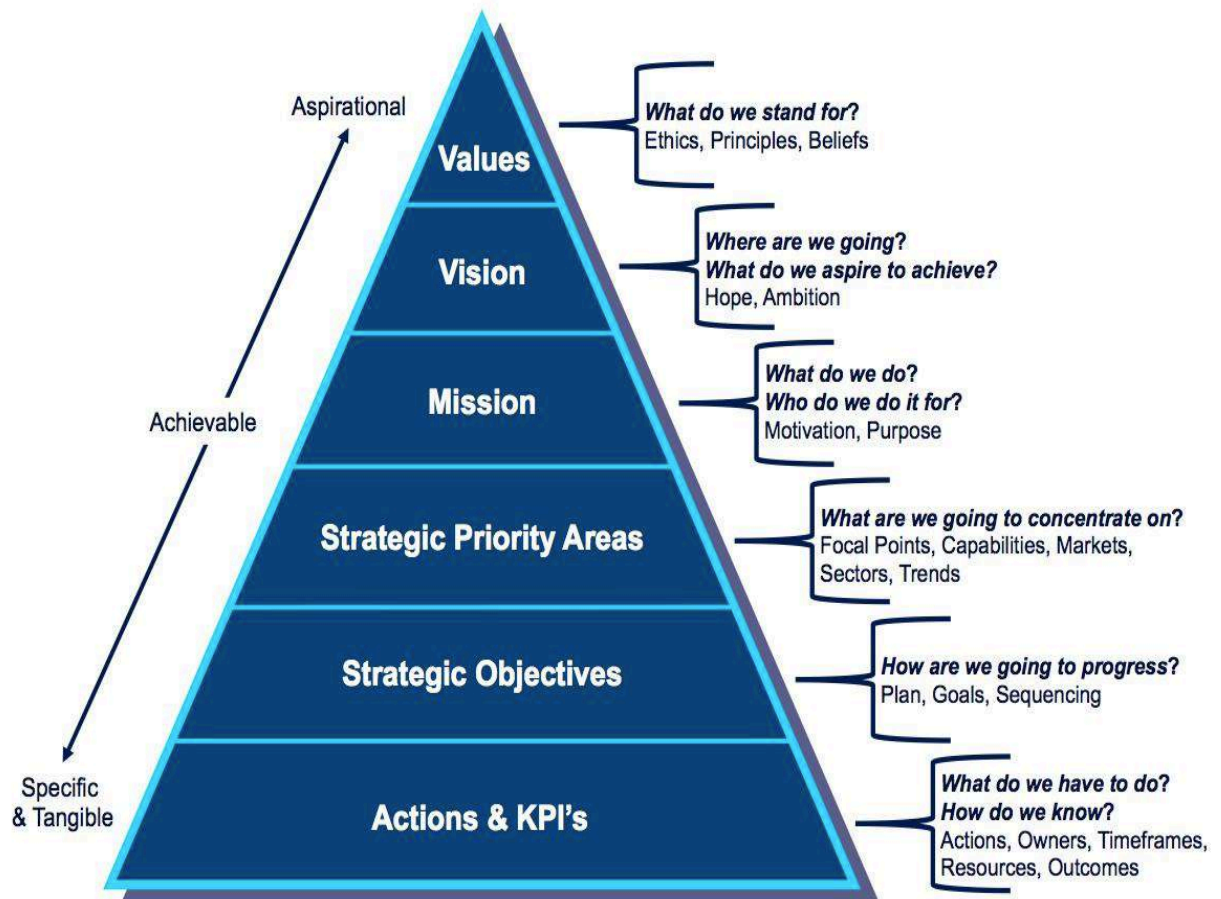 Aspirational
Values
What do we stand for?
Ethics, Principles, Beliefs
Vision
Where are we going?
What do we aspire to achieve?
Hope, Ambition
Achievable
Mission
What do we do?
Who do we do it for?
Motivation, Purpose
Strategic Priority Areas
What are we going to concentrate on?
Focal Points, Capabilities, Markets,
Sectors, Trends
Strategic Objectives
How are we going to progress?
Plan, Goals, Sequencing
Specific
& Tangible
Actions & KPI's
What do we have to do?
How do we know?
Actions, Owners, Timeframes,
Resources, Outcomes